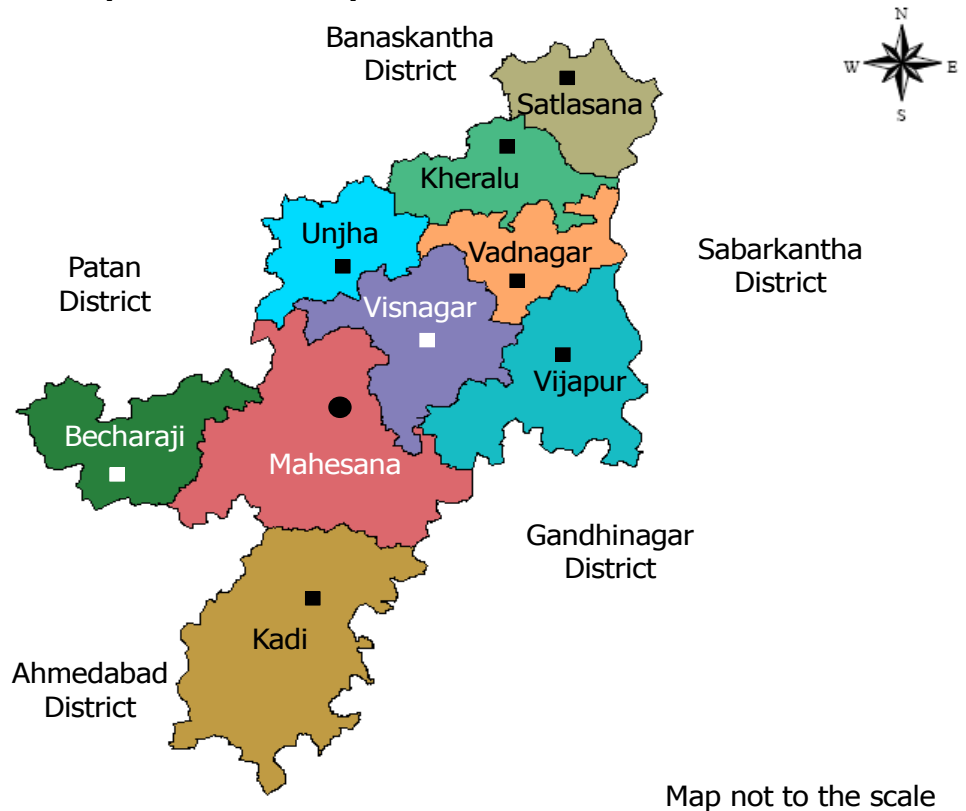 Banaskantha
District
N
W
E
S
Satlasana
Kheralu
Unjha
Vadnagar
Sabarkantha
District
Patan
District
Visnagar
Vijapur
Becharaji
Mahesana
Gandhinagar
District
Kadi
Ahmedabad
District
Map not to the scale